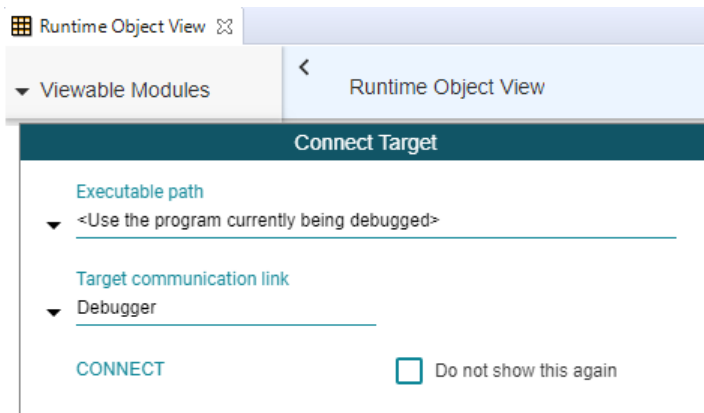 Runtime Object View
Viewable Modules
Runtime Object View
Connect Target
Executable path
<Use the program currently being debugged>
Target communication link
Debugger
CONNECT
Do not show this again